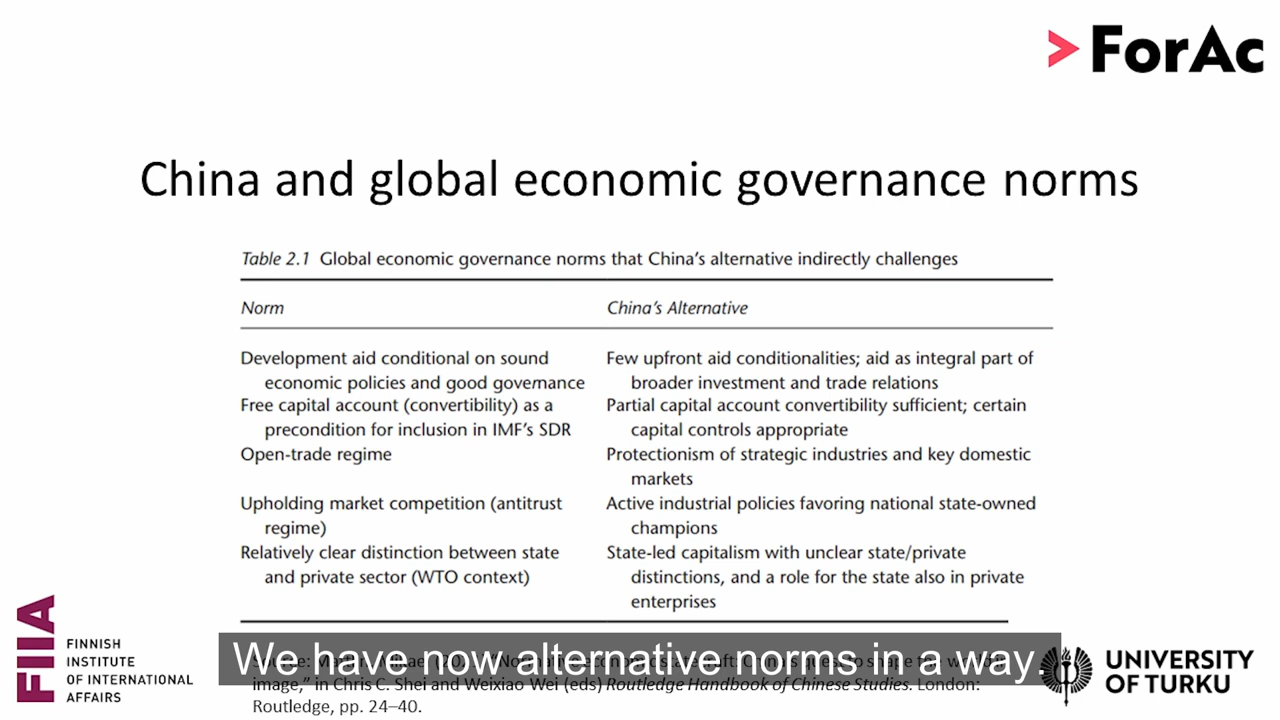 ForAc
China and global economic governance norms
Table 2.1 Global economic governance norms that China's alternative indirectly challenges
Norm China's Alternative
Development aid conditional on sound Few upfront aid conditionalities; aid as integral part of
economic policies and good governance broader investment and trade relations
Free capital account (convertibility) as a Partial capital account convertibility sufficient; certain
precondition for inclusion in IMF's SDR capital controls appropriate
Open-trade regime Protectionism of strategic industries and key domestic
markets
Upholding market competition (antitrust Active industrial policies favoring national state-owned
regime) champions
Relatively clear distinction between state State-led capitalism with unclear state/private
and private sector (WTO context) distinctions, and a role for the state also in private
enterprises
We have now alternative norms in a way
image," in Chris C. Shei and Weixiao Wei (eds) Routledge Handbook of Chinese Studies. London:
Routledge, pp. 24–40.
FIIA
FINNISH
INSTITUTE
OF INTERNATIONAL
AFFAIRS
UNIVERSITY
OF TURKU